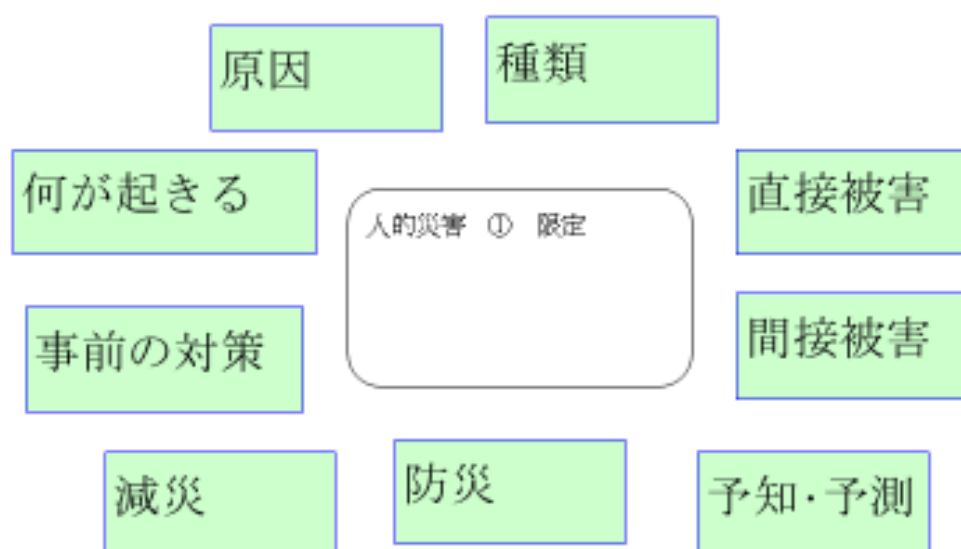 原因
種類
何が起きる
直接被害
人的災害 ① 限定
事前の対策
間接被害
減災
防災
予知・予測